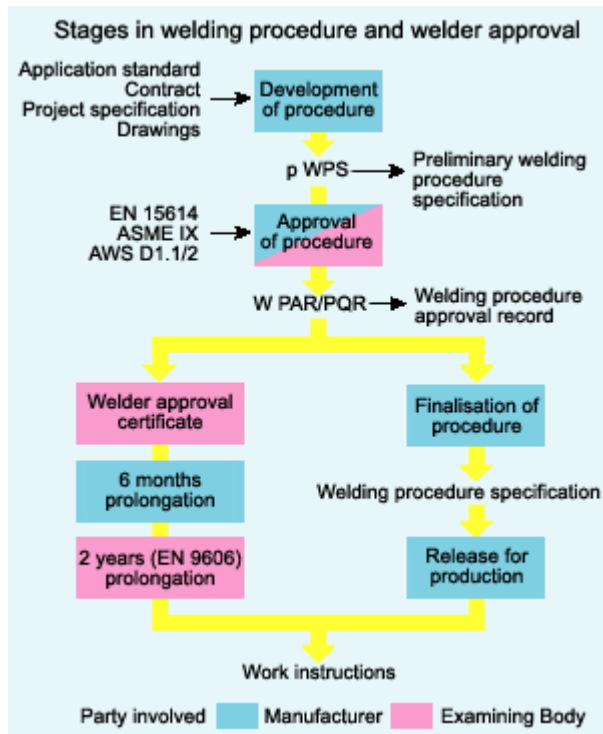 Stages in welding procedure and welder approval
Application standard
Contract
Project specification
Drawings
Development
of procedure
p WPS
Preliminary welding
procedure
specification
EN 15614
ASME IX
AWS D1.1/2
Approval
of procedure
W PAR/PQR
Welding procedure
approval record
Welder approval
certificate
Finalisation of
procedure
6 months
prolongation
Welding procedure specification
2 years (EN 9606)
prolongation
Release for
production
Work instructions
Party involved
Manufacturer
Examining Body